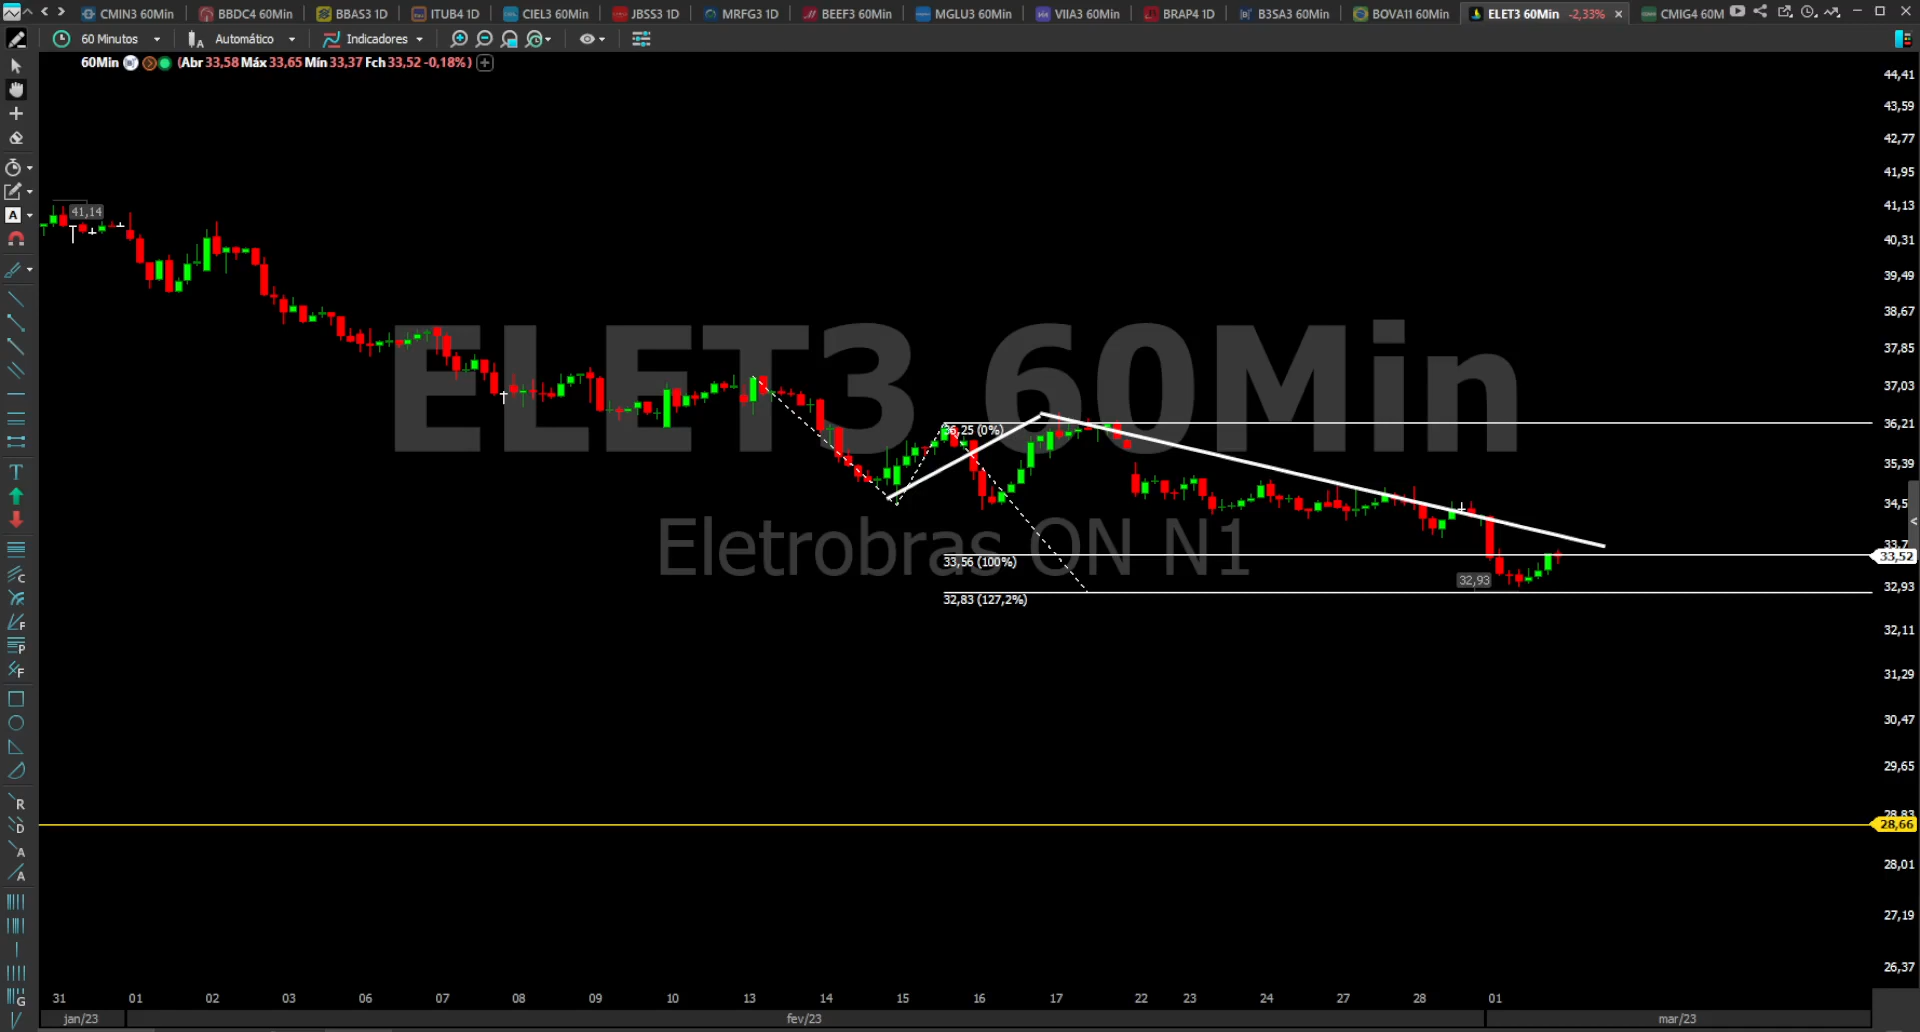 CMIN3 60Min BBDC4 60Min BBAS3 1D ITUB4 1D CIEL3 60Min JBSS3 1D MRFG3 1D BEEF3 60Min MGLU3 60Min VIIA3 60Min BRAP4 1D B3SA3 60Min BOVA11 60Min ELET3 60Min -2,33% × CMIG4 60M
60 Minutos A Automático Indicadores
60Min (Abr 33,58 Máx 33,65 Mín 33,37 Fch 33,52 -0,18%)
44,41
43,59
42,77
41,95
41,13
41,14
40,31
39,49
38,67
37,85
37,03
ELET3 60Min
36,25 (0%)
36,21
35,39
34,5
Eletrobras ON N1
33,7
33,56 (100%)
33,52
32,93
32,93
32,83 (127,2%)
32,11
31,29
30,47
29,65
28,83
28,66
28,01
27,19
26,37
31 01 02 03 06 07 08 09 10 13 14 15 16 17 22 23 24 27 28 01
jan/23 fev/23 mar/23
A
T
C
F
P
F
R
D
A
A
G